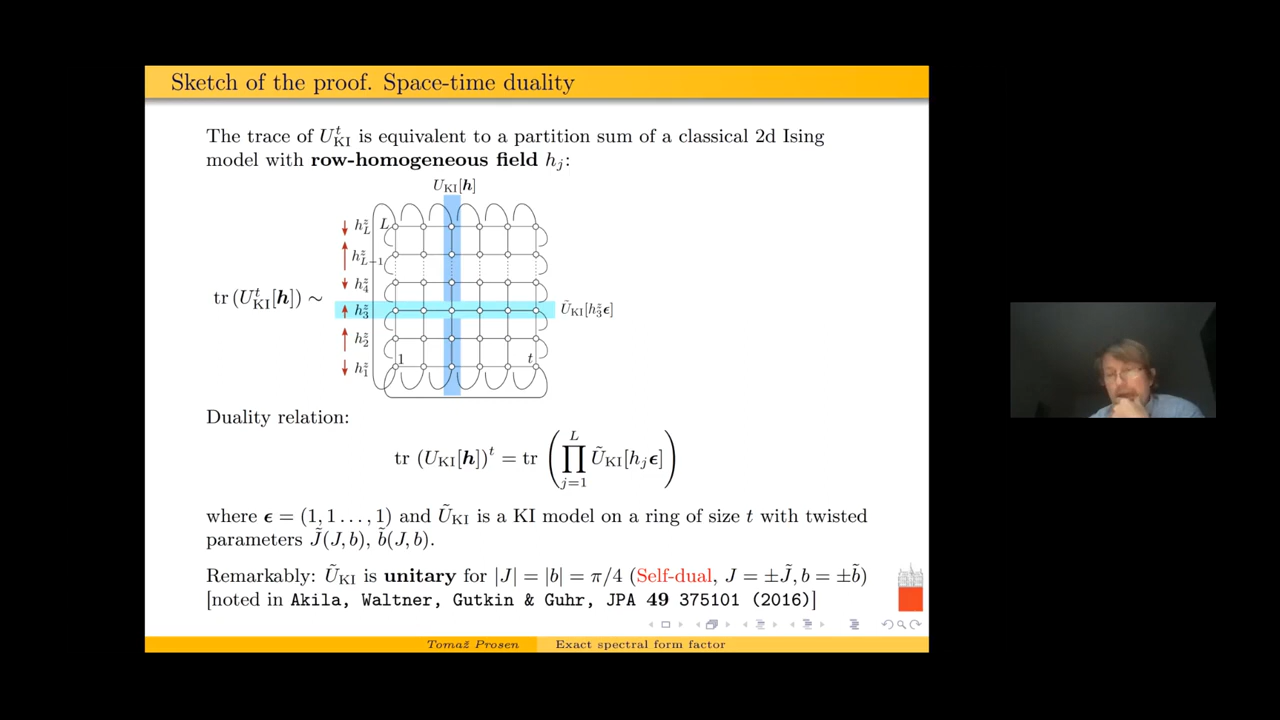 Sketch of the proof. Space-time duality
The trace of U^t_KI is equivalent to a partition sum of a classical 2d Ising
model with row-homogeneous field h_j:
U_KI[h]
h^z_L L
h^z_{L-1}
h^z_4
tr (U^t_KI[h]) ∼
h^z_3 Ũ_KI[h^z_3 ϵ]
h^z_2
1 t
h^z_1
Duality relation:
tr (U_KI[h])^t = tr ( ∏_{j=1}^{L} Ũ_KI[h_j ϵ] )
where ϵ = (1, 1 . . . , 1) and Ũ_KI is a KI model on a ring of size t with twisted
parameters J̃(J, b), b̃(J, b).
Remarkably: Ũ_KI is unitary for |J| = |b| = π/4 (Self-dual, J = ±J̃, b = ±b̃)
[noted in Akila, Waltner, Gutkin & Guhr, JPA 49 375101 (2016)]
Tomaž Prosen Exact spectral form factor